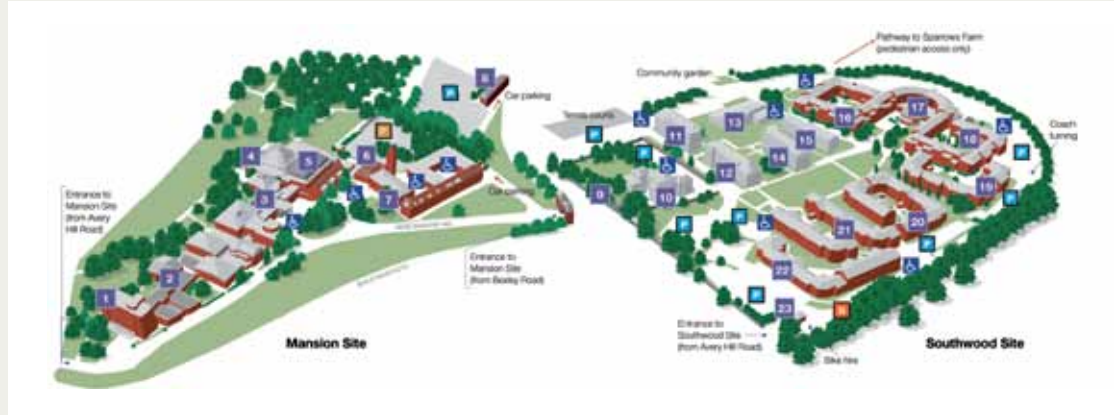 Pathway to Sparrows Farm
(pedestrian access only)
Community garden
Car parking
Tennis courts
Coach
turning
Car parking
Entrance to
Mansion Site
(from Avery
Hill Road)
Entrance to
Mansion Site
(from Bexley Road)
Mansion Site
Entrance to
Southwood Site
(from Avery Hill Road)
Bike hire
Southwood Site
1
2
3
4
5
6
7
8
9
10
11
12
13
14
15
16
17
18
19
20
21
22
23
P
P
P
P
P
P
P
P
P
P